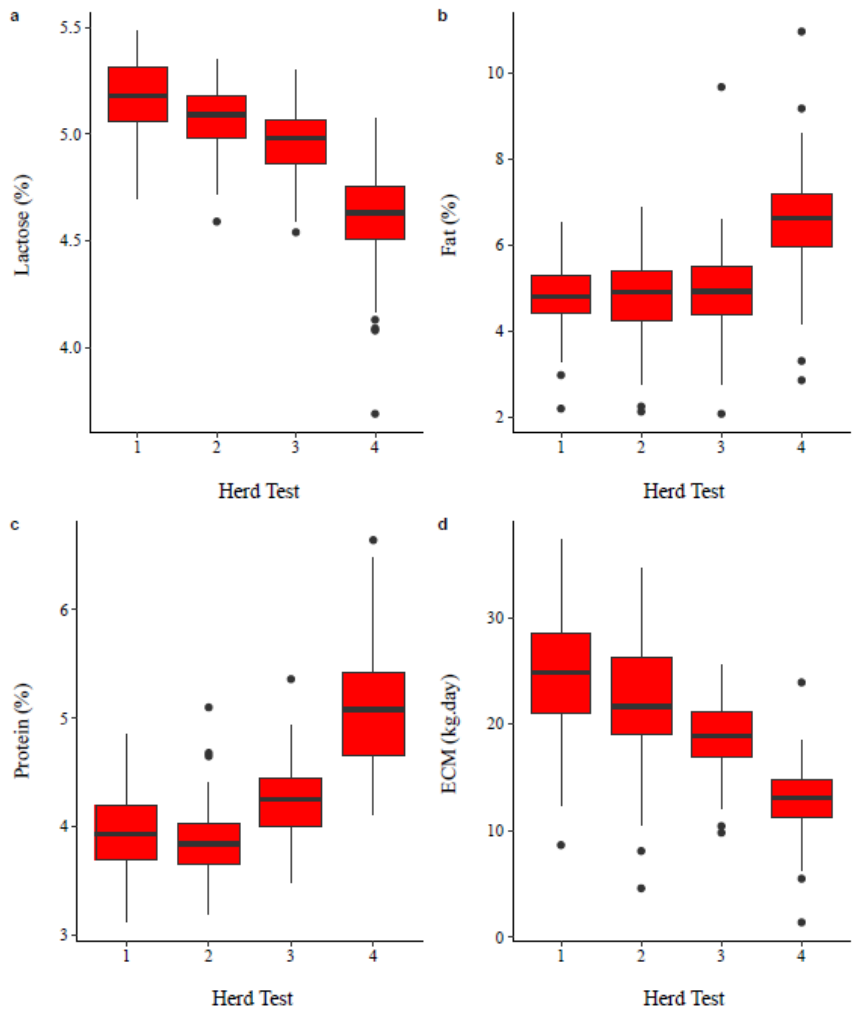 a
5.5
5.0
4.5
4.0
Lactose (%)
1 2 3 4
Herd Test
b
10
8
6
4
2
Fat (%)
1 2 3 4
Herd Test
c
6
5
4
3
Protein (%)
1 2 3 4
Herd Test
d
30
20
10
0
ECM (kg.day)
1 2 3 4
Herd Test